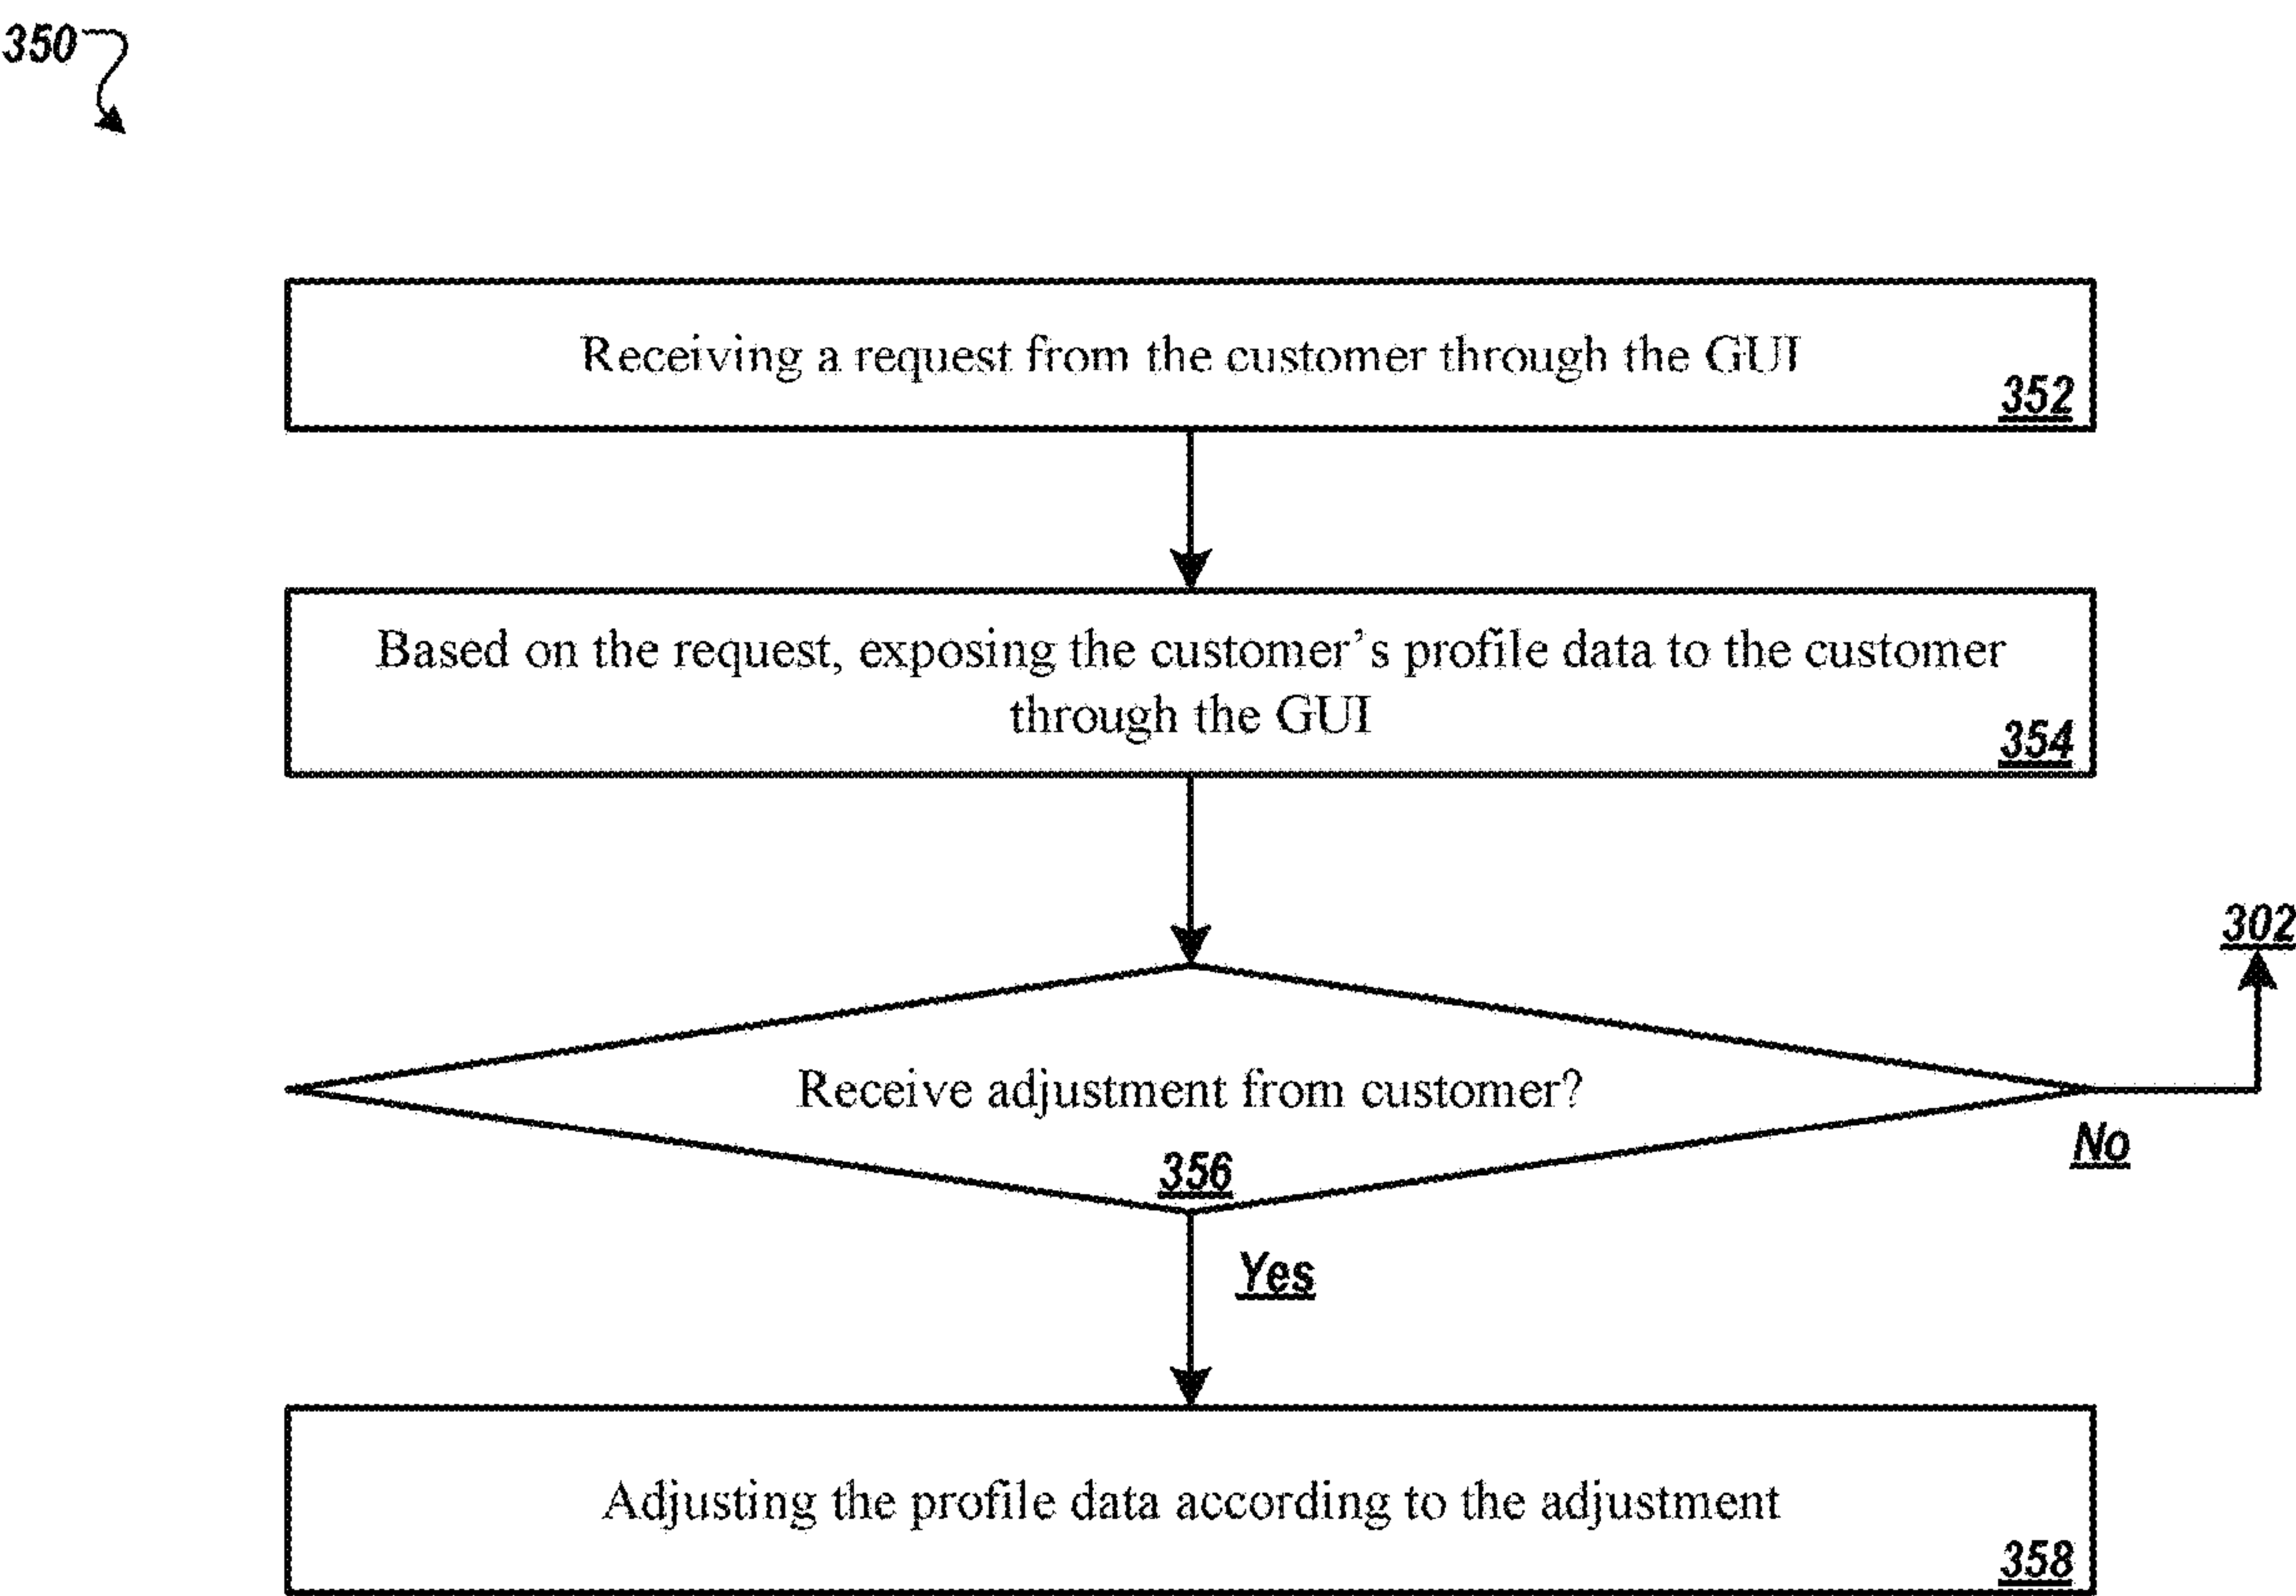 350
Receiving a request from the customer through the GUI
352
Based on the request, exposing the customer's profile data to the customer
through the GUI
354
302
Receive adjustment from customer?
356
No
Yes
Adjusting the profile data according to the adjustment
358